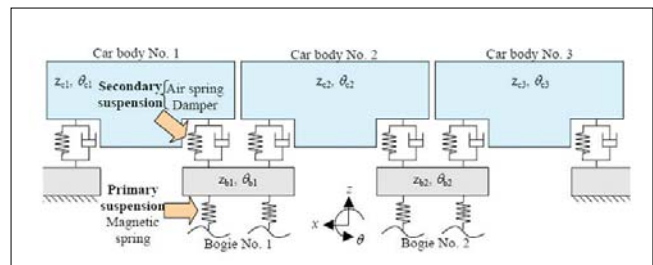 Car body No. 1
Car body No. 2
Car body No. 3
z_c1, θ_c1
z_c2, θ_c2
z_c3, θ_c3
Secondary suspension
Air spring
Damper
z_b1, θ_b1
z_b2, θ_b2
Primary suspension
Magnetic spring
z
x
θ
Bogie No. 1
Bogie No. 2